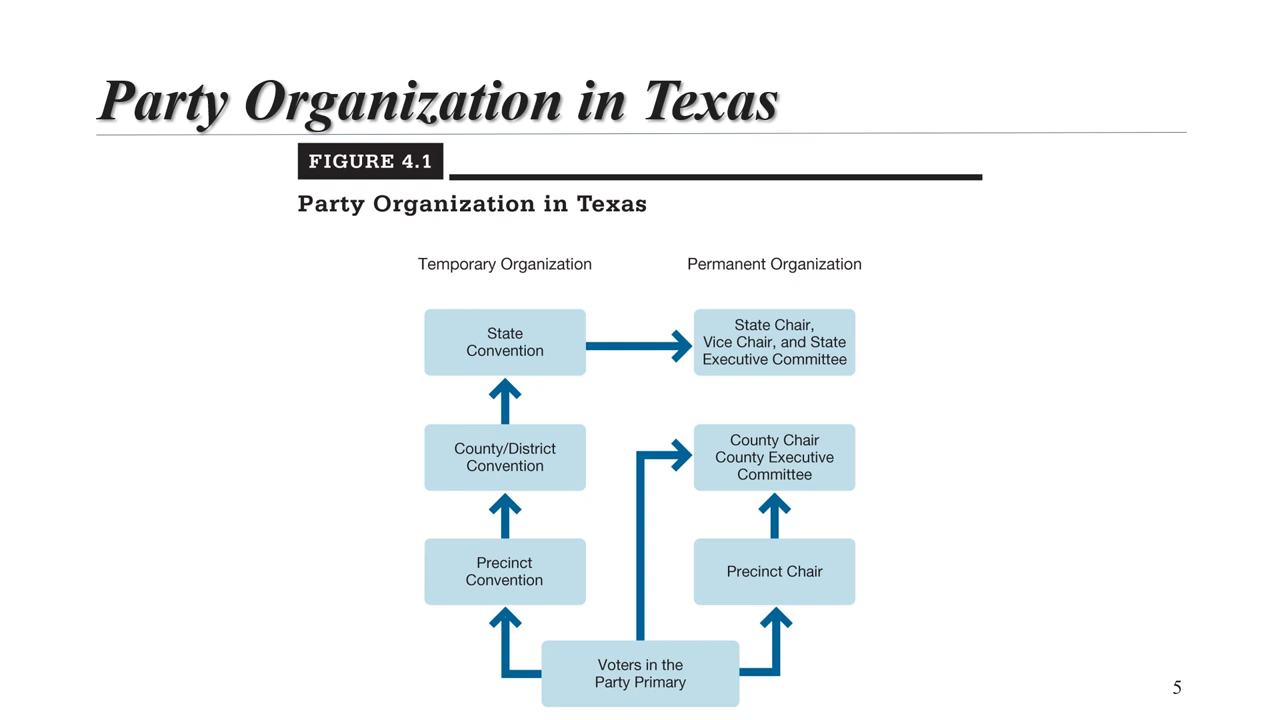 Party Organization in Texas
FIGURE 4.1
Party Organization in Texas
Temporary Organization
Permanent Organization
State
Convention
State Chair,
Vice Chair, and State
Executive Committee
County/District
Convention
County Chair
County Executive
Committee
Precinct
Convention
Precinct Chair
Voters in the
Party Primary
5